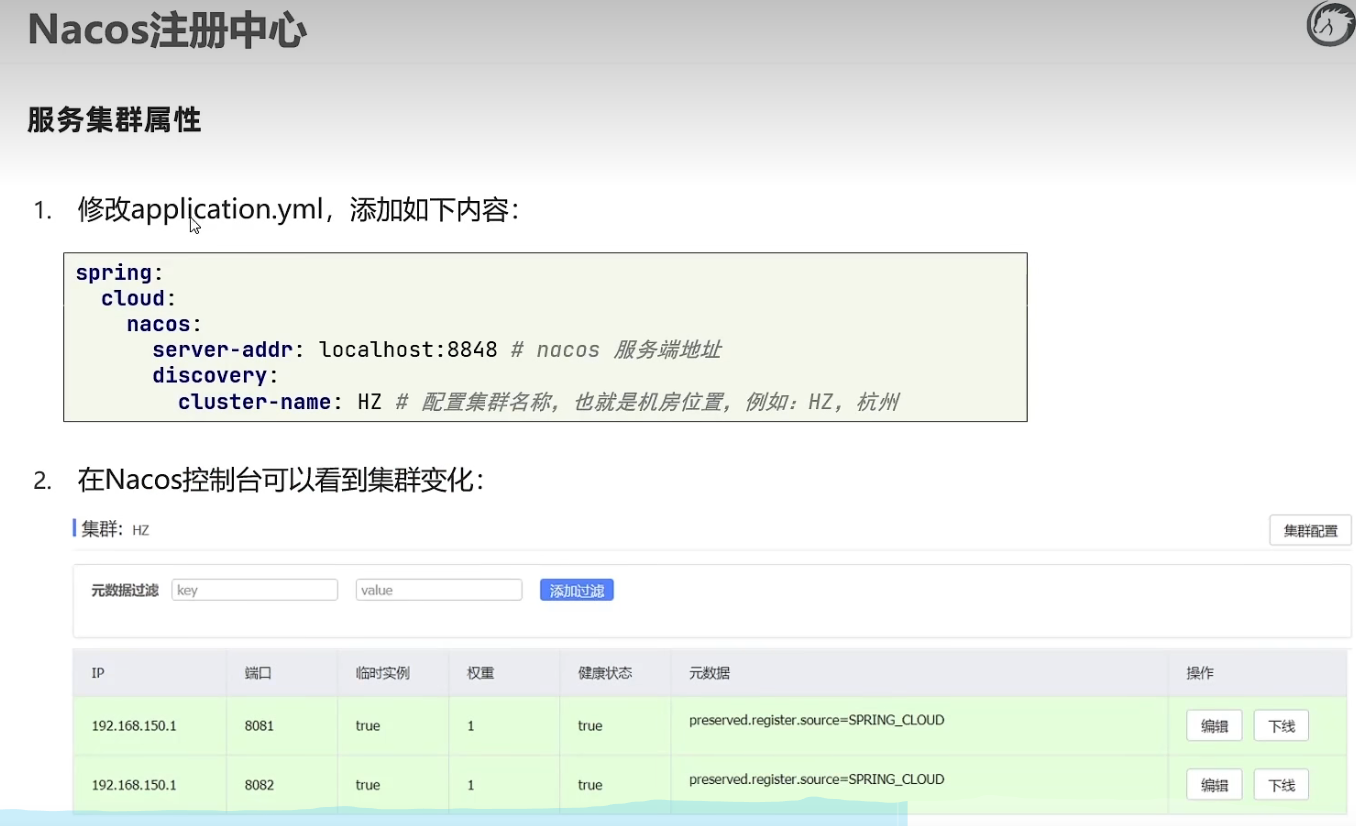 Nacos注册中心
服务集群属性
1. 修改application.yml，添加如下内容：
spring:
  cloud:
    nacos:
      server-addr: localhost:8848 # nacos 服务端地址
      discovery:
        cluster-name: HZ # 配置集群名称，也就是机房位置，例如：HZ，杭州
2. 在Nacos控制台可以看到集群变化：
集群： HZ 集群配置
元数据过滤 key value 添加过滤
IP 端口 临时实例 权重 健康状态 元数据 操作
192.168.150.1 8081 true 1 true preserved.register.source=SPRING_CLOUD 编辑 下线
192.168.150.1 8082 true 1 true preserved.register.source=SPRING_CLOUD 编辑 下线